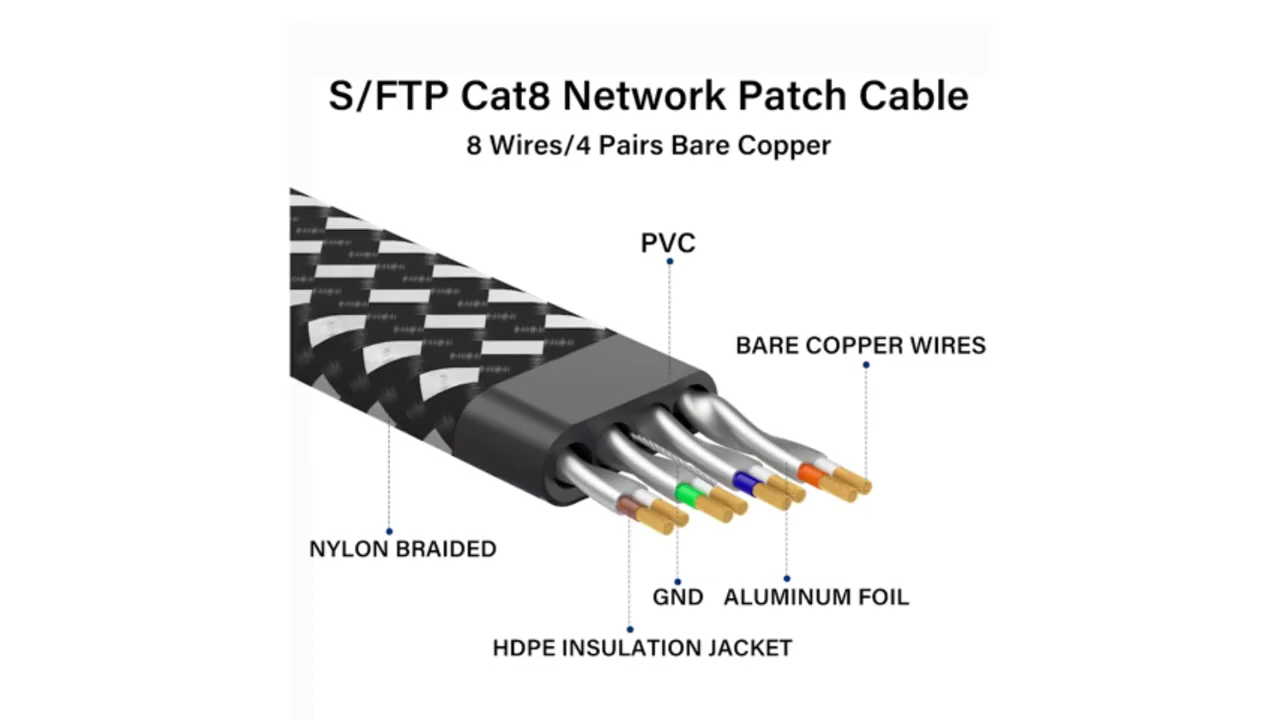 S/FTP Cat8 Network Patch Cable
8 Wires/4 Pairs Bare Copper
PVC
BARE COPPER WIRES
NYLON BRAIDED
GND
ALUMINUM FOIL
HDPE INSULATION JACKET